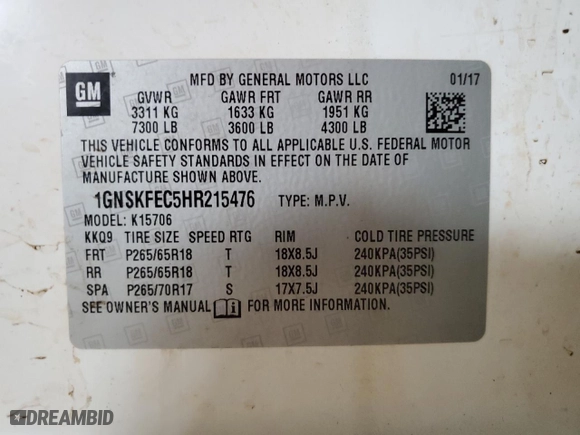 GM
MFD BY GENERAL MOTORS LLC 01/17
GVWR GAWR FRT GAWR RR
3311 KG 1633 KG 1951 KG
7300 LB 3600 LB 4300 LB
THIS VEHICLE CONFORMS TO ALL APPLICABLE U.S. FEDERAL MOTOR
VEHICLE SAFETY STANDARDS IN EFFECT ON THE DATE OF
MANUFACTURE SHOWN ABOVE.
1GNSKFEC5HR215476 TYPE: M.P.V.
MODEL: K15706
KKQ9 TIRE SIZE SPEED RTG RIM COLD TIRE PRESSURE
FRT P265/65R18 T 18X8.5J 240KPA(35PSI)
RR P265/65R18 T 18X8.5J 240KPA(35PSI)
SPA P265/70R17 S 17X7.5J 240KPA(35PSI)
SEE OWNER'S MANUAL FOR MORE INFORMATION.
DREAMBID